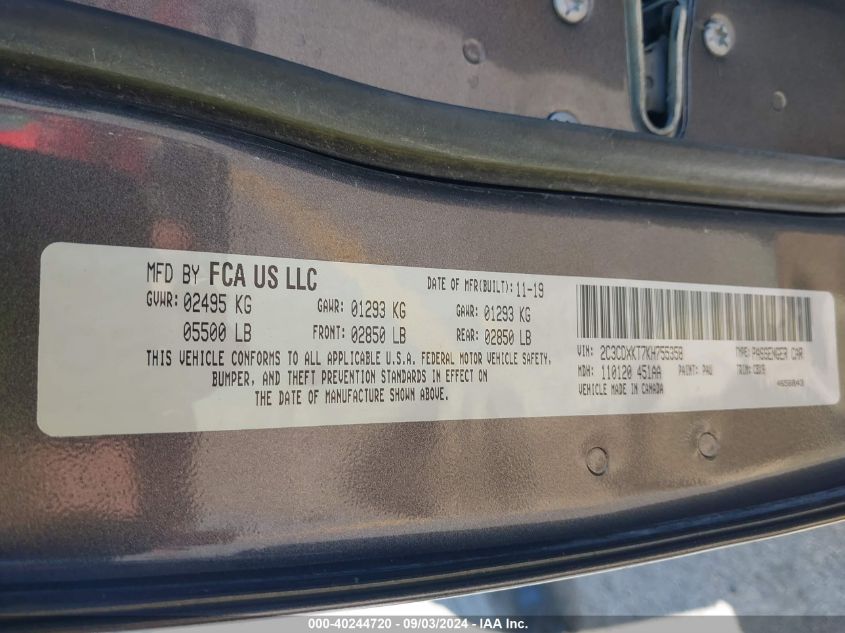 MFD BY FCA US LLC
DATE OF MFR(BUILT): 11-19
GVWR: 02495 KG GAWR: 01293 KG GAWR: 01293 KG
05500 LB FRONT: 02850 LB REAR: 02850 LB
THIS VEHICLE CONFORMS TO ALL APPLICABLE U.S.A. FEDERAL MOTOR VEHICLE SAFETY,
BUMPER, AND THEFT PREVENTION STANDARDS IN EFFECT ON
THE DATE OF MANUFACTURE SHOWN ABOVE.
VIN: 2C3CDXKT7KH755358 TYPE: PASSENGER CAR
MDH: 110120 451AA PAINT: PAU TRIM: CBX9
VEHICLE MADE IN CANADA 4656043
000-40244720 - 09/03/2024 - IAA Inc.